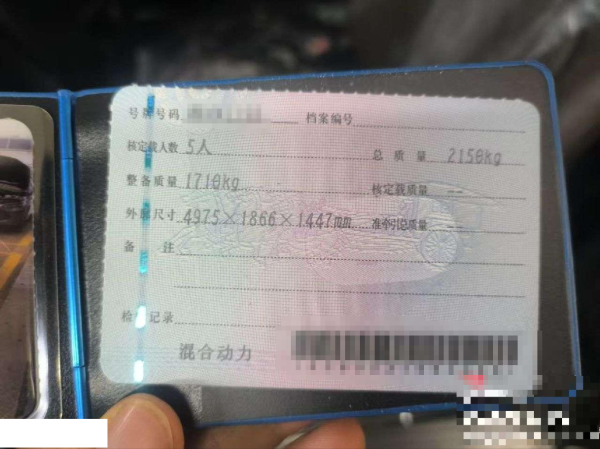 号牌号码 档案编号
核定载人数 5人 总质量 2150kg
整备质量 1710kg 核定载质量 --
外廓尺寸 4975×1866×1447mm 准牵引总质量 --
备注
检验记录
混合动力